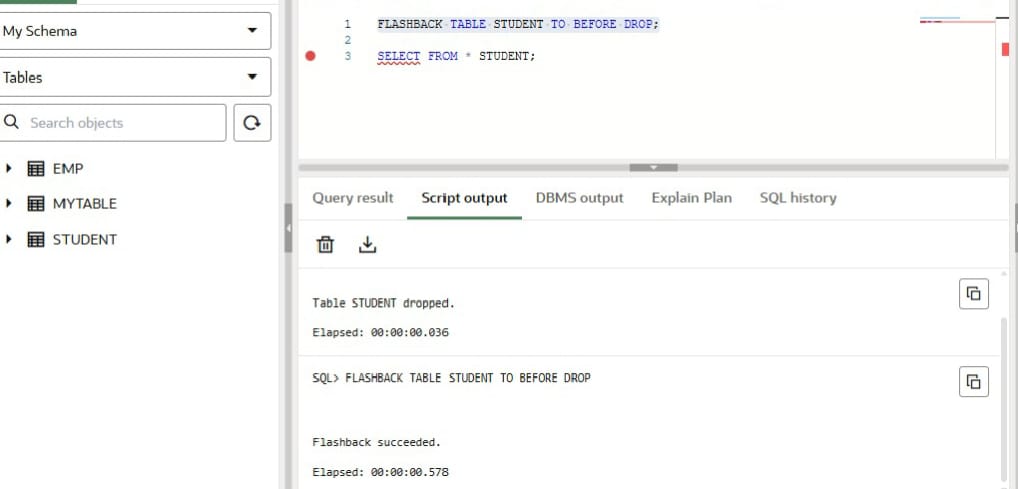 My Schema
Tables
Search objects
EMP
MYTABLE
STUDENT
1 FLASHBACK TABLE STUDENT TO BEFORE DROP;
2
3 SELECT FROM * STUDENT;
Query result Script output DBMS output Explain Plan SQL history
Table STUDENT dropped.
Elapsed: 00:00:00.036
SQL> FLASHBACK TABLE STUDENT TO BEFORE DROP
Flashback succeeded.
Elapsed: 00:00:00.578